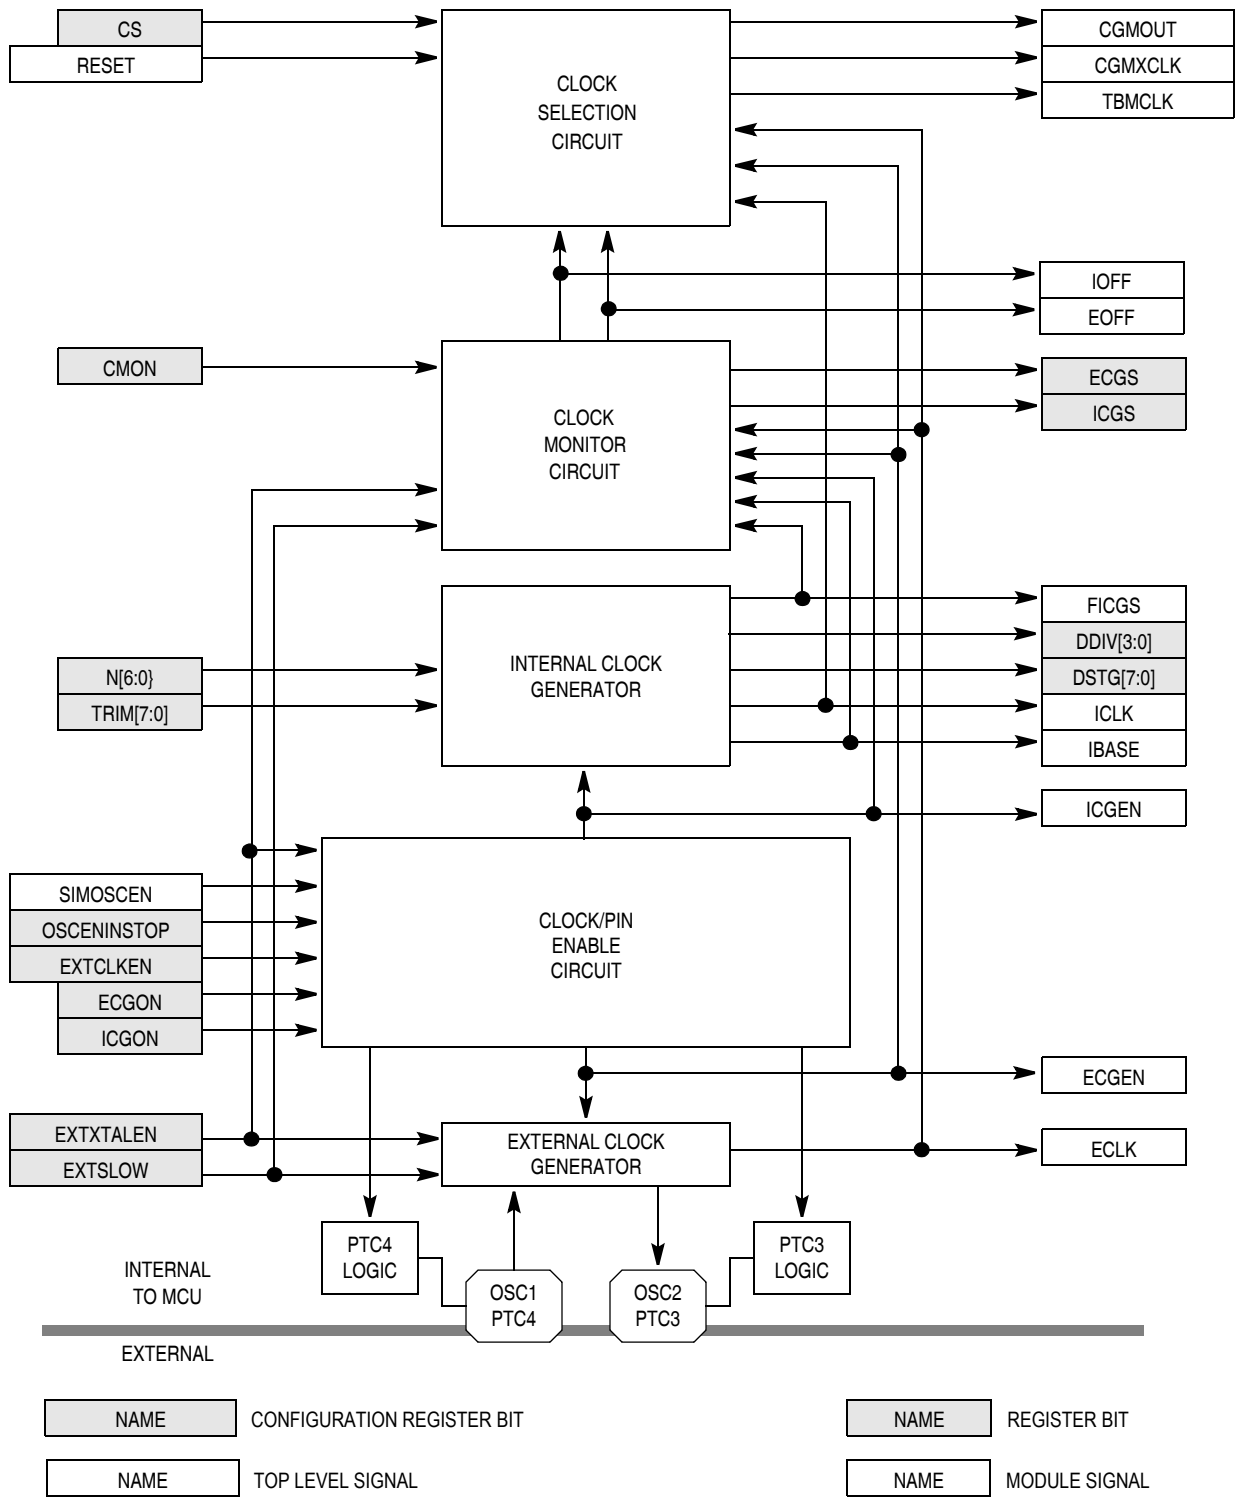 CS
RESET
CLOCK
SELECTION
CIRCUIT
CGMOUT
CGMXCLK
TBMCLK
IOFF
EOFF
CMON
CLOCK
MONITOR
CIRCUIT
ECGS
ICGS
N[6:0}
TRIM[7:0]
INTERNAL CLOCK
GENERATOR
FICGS
DDIV[3:0]
DSTG[7:0]
ICLK
IBASE
ICGEN
SIMOSCEN
OSCENINSTOP
EXTCLKEN
ECGON
ICGON
CLOCK/PIN
ENABLE
CIRCUIT
ECGEN
EXTXTALEN
EXTSLOW
EXTERNAL CLOCK
GENERATOR
ECLK
PTC4
LOGIC
OSC1
PTC4
OSC2
PTC3
PTC3
LOGIC
INTERNAL
TO MCU
EXTERNAL
NAME
CONFIGURATION REGISTER BIT
NAME
REGISTER BIT
NAME
TOP LEVEL SIGNAL
NAME
MODULE SIGNAL